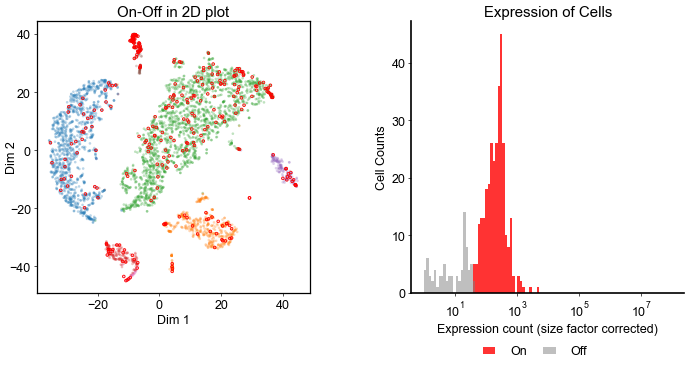 On-Off in 2D plot
40
20
0
−20
−40
Dim 2
−20
0
20
40
Dim 1
Expression of Cells
40
30
20
10
0
Cell Counts
10^1
10^3
10^5
10^7
Expression count (size factor corrected)
On
Off